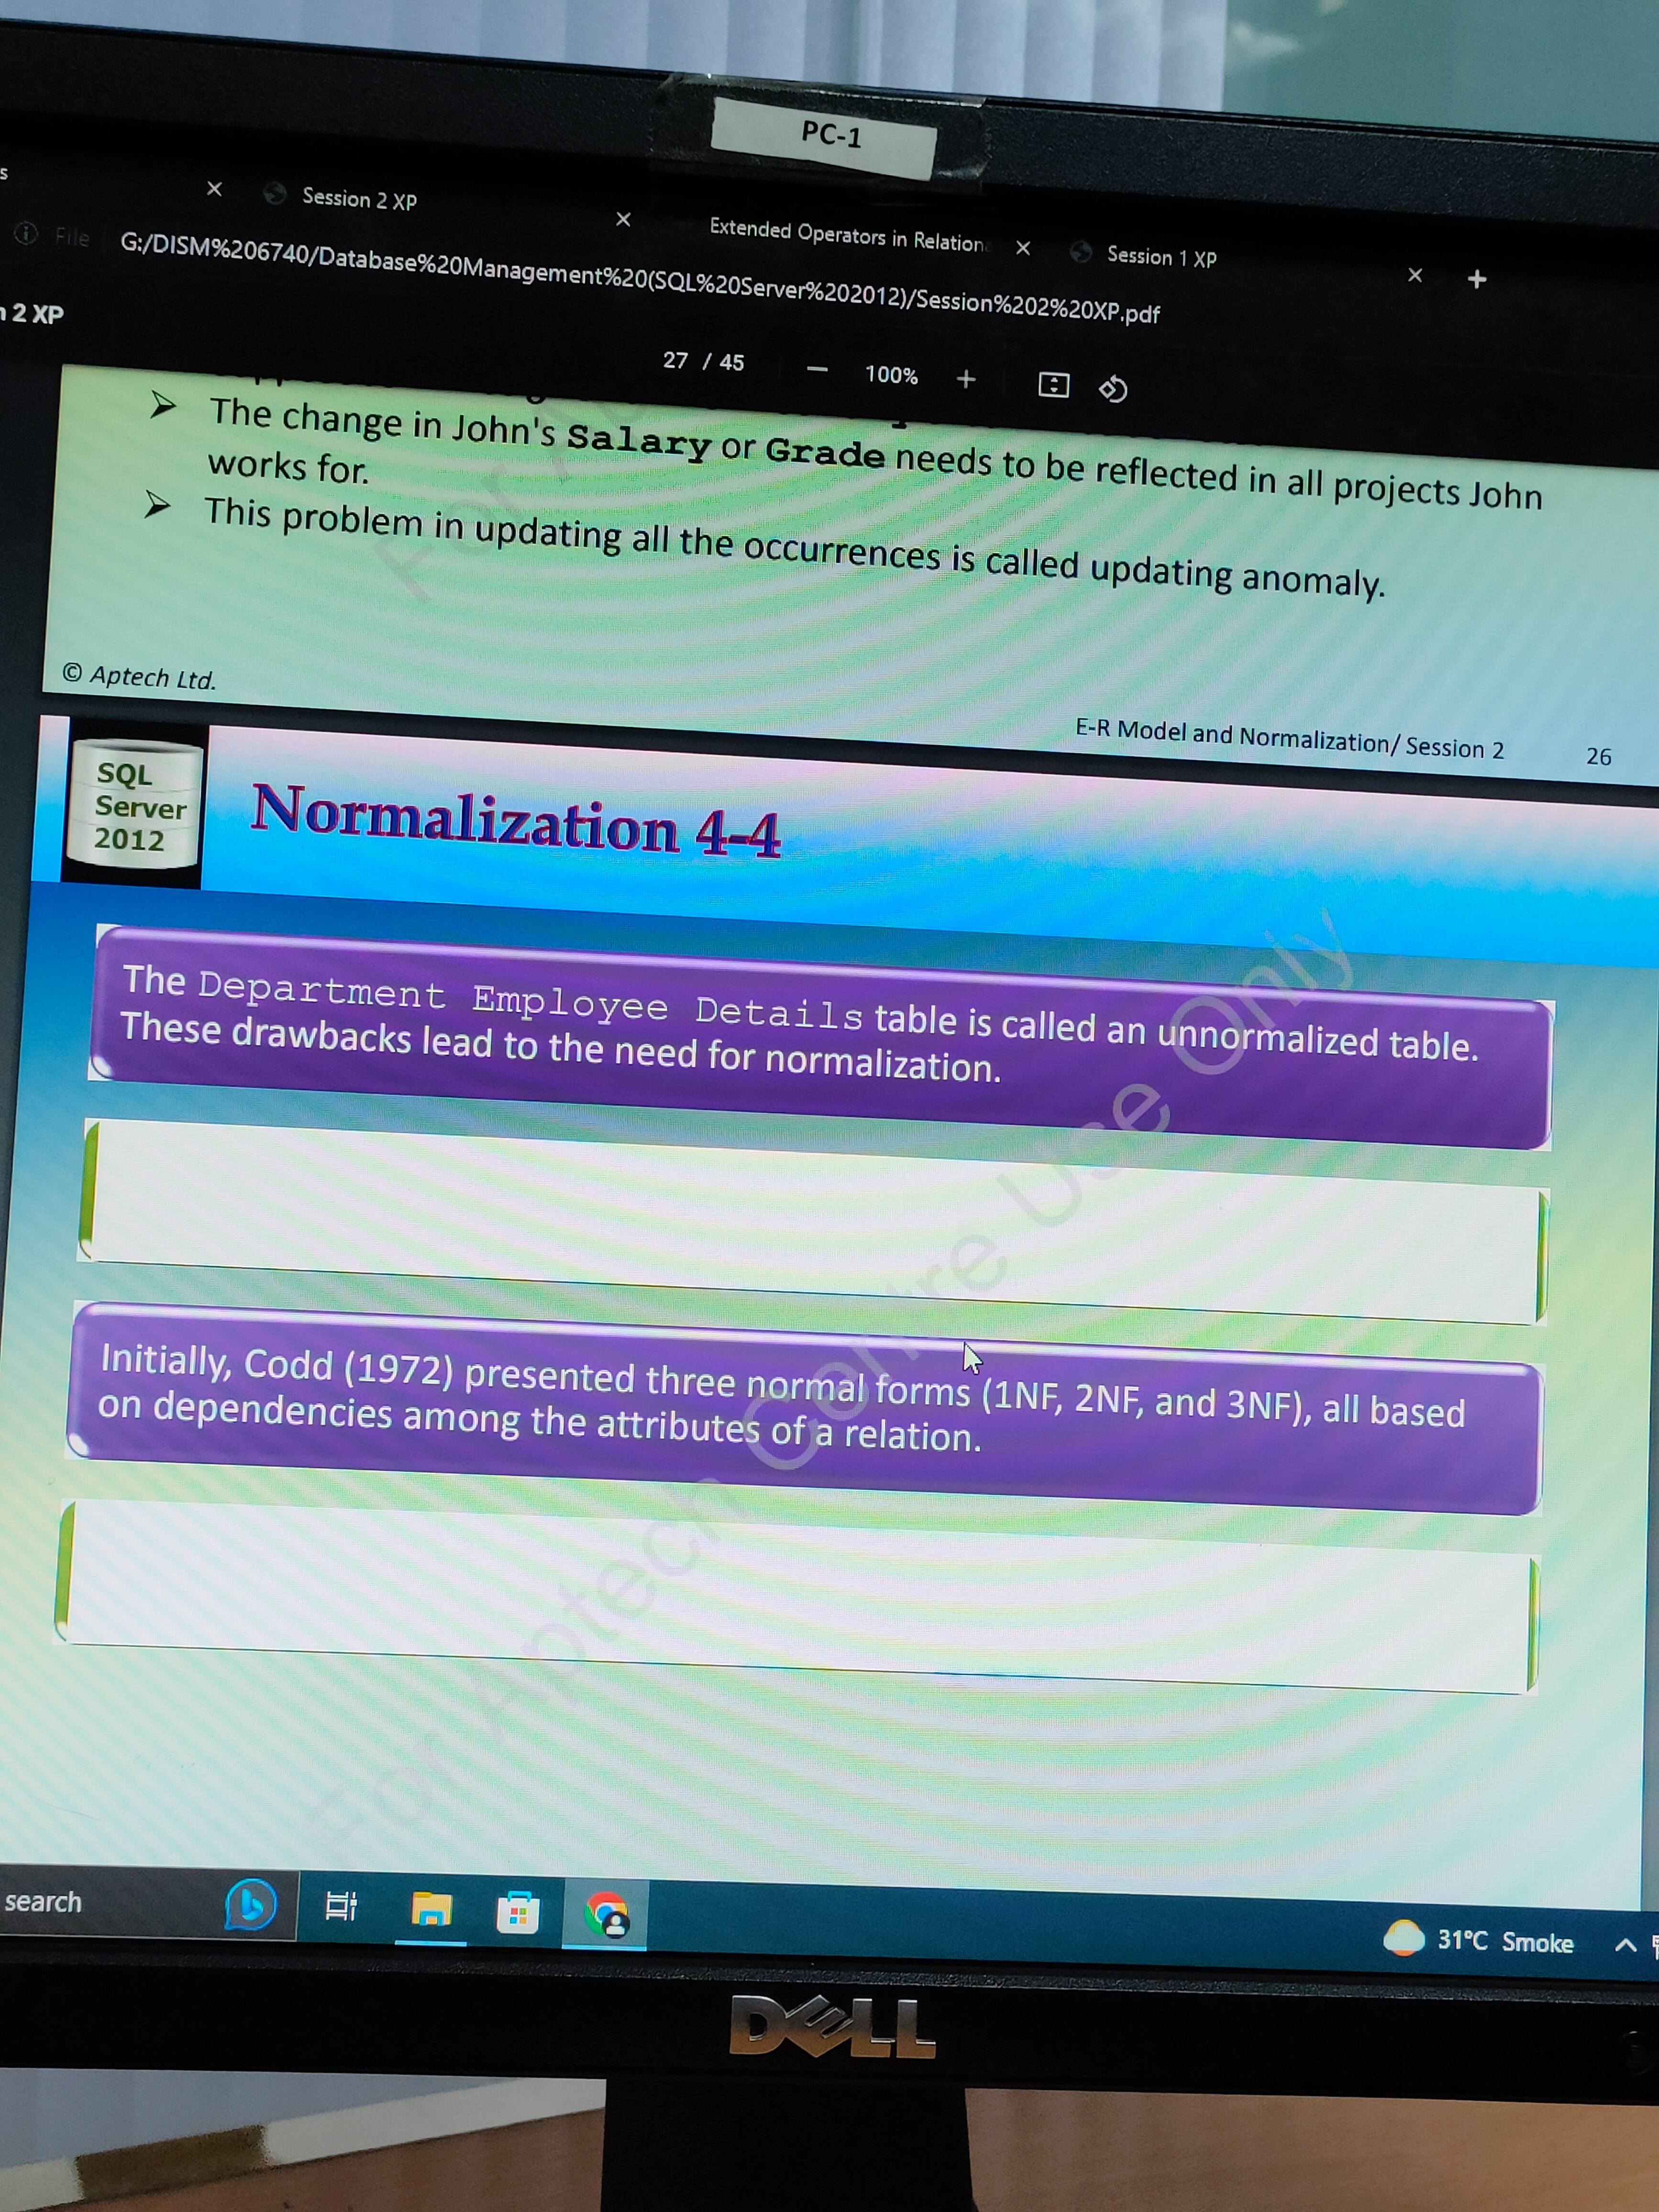 PC-1
s
Session 2 XP
Extended Operators in Relation
Session 1 XP
File
G:/DISM%206740/Database%20Management%20(SQL%20Server%202012)/Session%202%20XP.pdf
2 XP
27 / 45
100%
The change in John's Salary or Grade needs to be reflected in all projects John
works for.
This problem in updating all the occurrences is called updating anomaly.
© Aptech Ltd.
E-R Model and Normalization/ Session 2
26
SQL
Server
2012
Normalization 4-4
The Department Employee Details table is called an unnormalized table.
These drawbacks lead to the need for normalization.
Initially, Codd (1972) presented three normal forms (1NF, 2NF, and 3NF), all based
on dependencies among the attributes of a relation.
For Aptech Centre Use Only
search
31°C Smoke
DELL